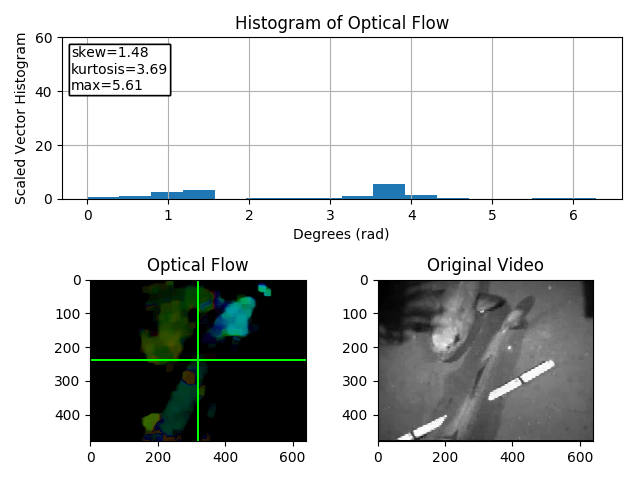 Histogram of Optical Flow
Scaled Vector Histogram
60
40
20
0
skew=1.48
kurtosis=3.69
max=5.61
0 1 2 3 4 5 6
Degrees (rad)
Optical Flow
0
100
200
300
400
0 200 400 600
Original Video
0
100
200
300
400
0 200 400 600